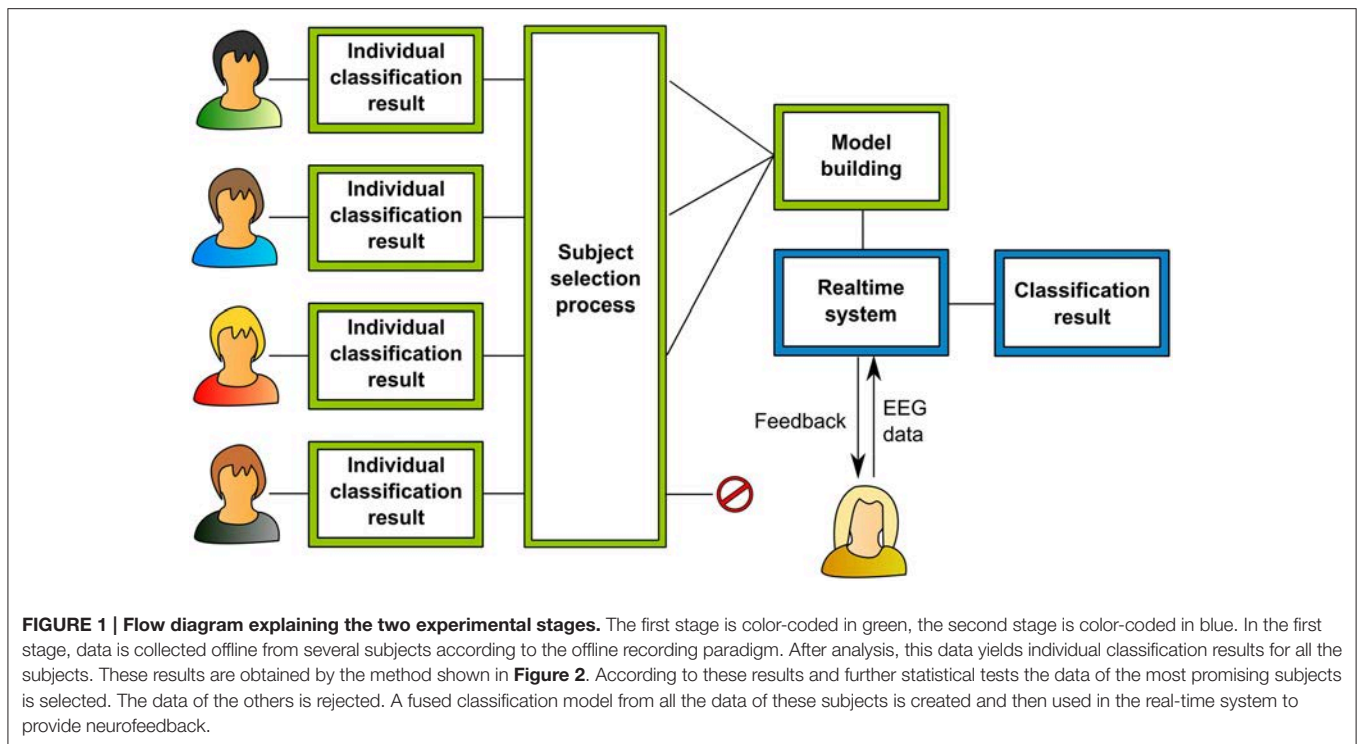 Individual
classification
result
Individual
classification
result
Individual
classification
result
Individual
classification
result
Subject
selection
process
Model
building
Realtime
system
Classification
result
Feedback
EEG
data
FIGURE 1 | Flow diagram explaining the two experimental stages. The first stage is color-coded in green, the second stage is color-coded in blue. In the first
stage, data is collected offline from several subjects according to the offline recording paradigm. After analysis, this data yields individual classification results for all the
subjects. These results are obtained by the method shown in Figure 2. According to these results and further statistical tests the data of the most promising subjects
is selected. The data of the others is rejected. A fused classification model from all the data of these subjects is created and then used in the real-time system to
provide neurofeedback.